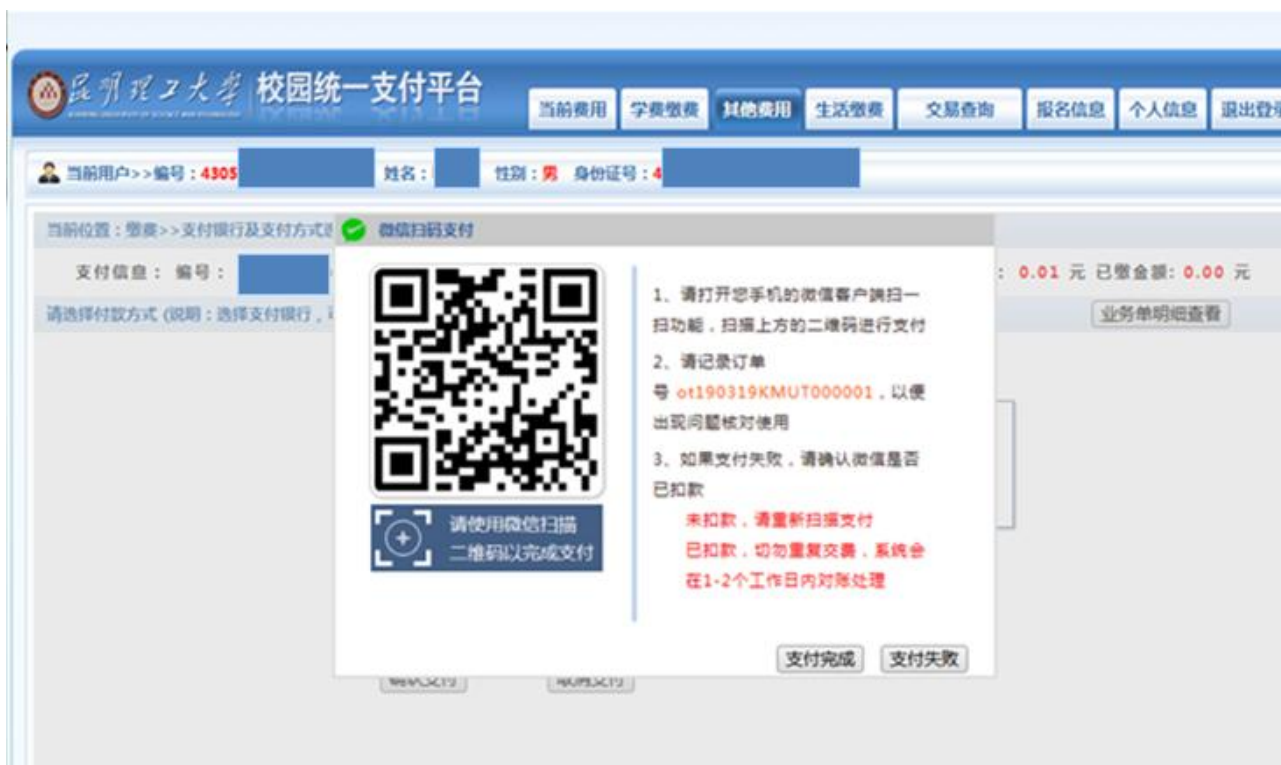 昆明理工大学 校园统一支付平台
当前费用 学费缴费 其他费用 生活缴费 交易查询 报名信息 个人信息 退出登录
当前用户>>编号：4305 姓名： 性别：男 身份证号：4
当前位置：缴费>>支付银行及支付方式选
微信扫码支付
支付信息： 编号： ： 0.01 元 已缴金额：0.00 元
请选择付款方式 (说明：选择支付银行，
业务单明细查看
1、请打开您手机的微信客户端扫一
扫功能，扫描上方的二维码进行支付
2、请记录订单
号 ot190319KMUT000001，以便
出现问题核对使用
3、如果支付失败，请确认微信是否
已扣款
未扣款，请重新扫描支付
已扣款，切勿重复交费，系统会
在1-2个工作日内对账处理
请使用微信扫描
二维码以完成支付
支付完成 支付失败
确认支付 取消支付